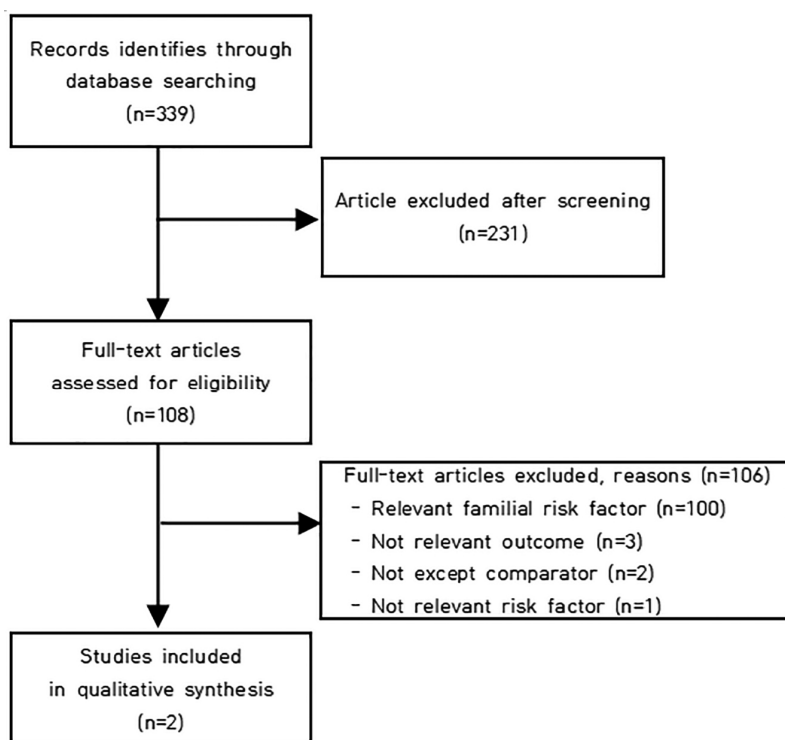 Records identifies through
database searching
(n=339)
Article excluded after screening
(n=231)
Full-text articles
assessed for eligibility
(n=108)
Full-text articles excluded, reasons (n=106)
- Relevant familial risk factor (n=100)
- Not relevant outcome (n=3)
- Not except comparator (n=2)
- Not relevant risk factor (n=1)
Studies included
in qualitative synthesis
(n=2)